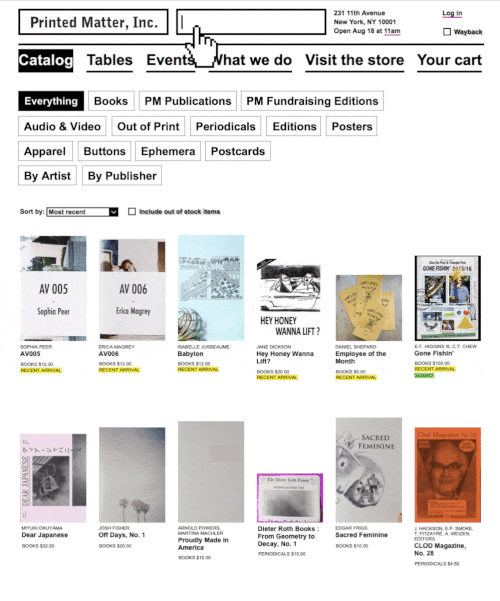 Printed Matter, Inc.
231 11th Avenue
New York, NY 10001
Open Aug 18 at 11am
Log in
Wayback
Catalog Tables Events What we do Visit the store Your cart
Everything Books PM Publications PM Fundraising Editions
Audio & Video Out of Print Periodicals Editions Posters
Apparel Buttons Ephemera Postcards
By Artist By Publisher
Sort by: Most recent Include out of stock items
AV 005
-
Sophia Peer
AV 006
-
Erica Magrey
HEY HONEY
WANNA LIFT ?
GONE FISHIN' 2015/16
SOPHIA PEER
AV005
BOOKS $12.00
RECENT ARRIVAL
ERICA MAGREY
AV006
BOOKS $12.00
RECENT ARRIVAL
ISABELLE JUSSEAUME
Babylon
BOOKS $12.00
RECENT ARRIVAL
JANE DICKSON
Hey Honey Wanna
Lift?
BOOKS $20.00
RECENT ARRIVAL
DANIEL SHEPARD
Employee of the
Month
BOOKS $5.00
RECENT ARRIVAL
E.F. HIGGINS III, C.T. CHEW
Gone Fishin'
BOOKS $100.00
RECENT ARRIVAL
DEAR JAPANESE
The Dieter Roth Times
SACRED
FEMININE
Clod Magazine No.28
MIYUKI OKUYAMA
Dear Japanese
BOOKS $32.50
JOSH FISHER
Off Days, No. 1
BOOKS $20.00
ARNOLD POWERS,
MARTINA MACHLER
Proudly Made in
America
BOOKS $15.00
Dieter Roth Books :
From Geometry to
Decay, No. 1
PERIODICALS $15.00
EDGAR FRIGS
Sacred Feminine
BOOKS $10.00
J. HACKSON, E.P. SMOKE,
T. FITZAYRE, A. WEIZEN,
EDITORS
CLOD Magazine,
No. 28
PERIODICALS $4.50